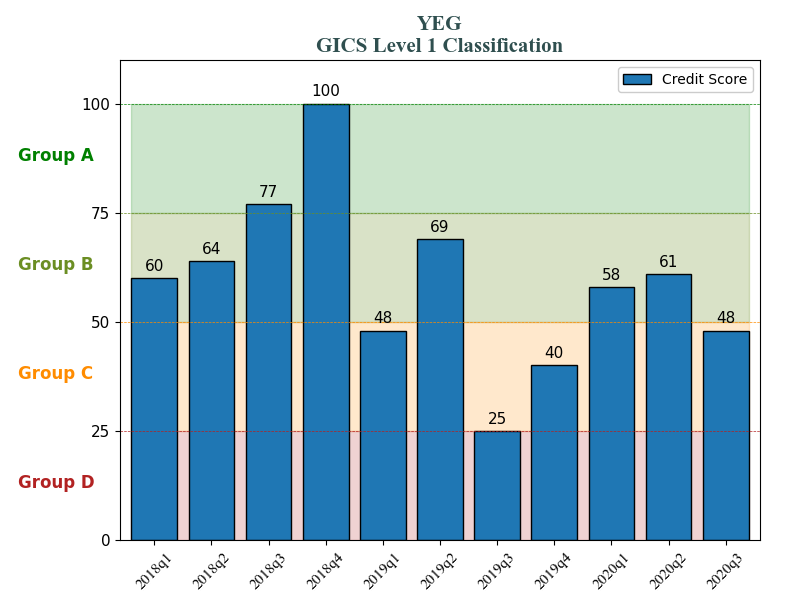 YEG
GICS Level 1 Classification
Credit Score
100
75
50
25
0
Group A
Group B
Group C
Group D
60
64
77
100
48
69
25
40
58
61
48
2018q1
2018q2
2018q3
2018q4
2019q1
2019q2
2019q3
2019q4
2020q1
2020q2
2020q3